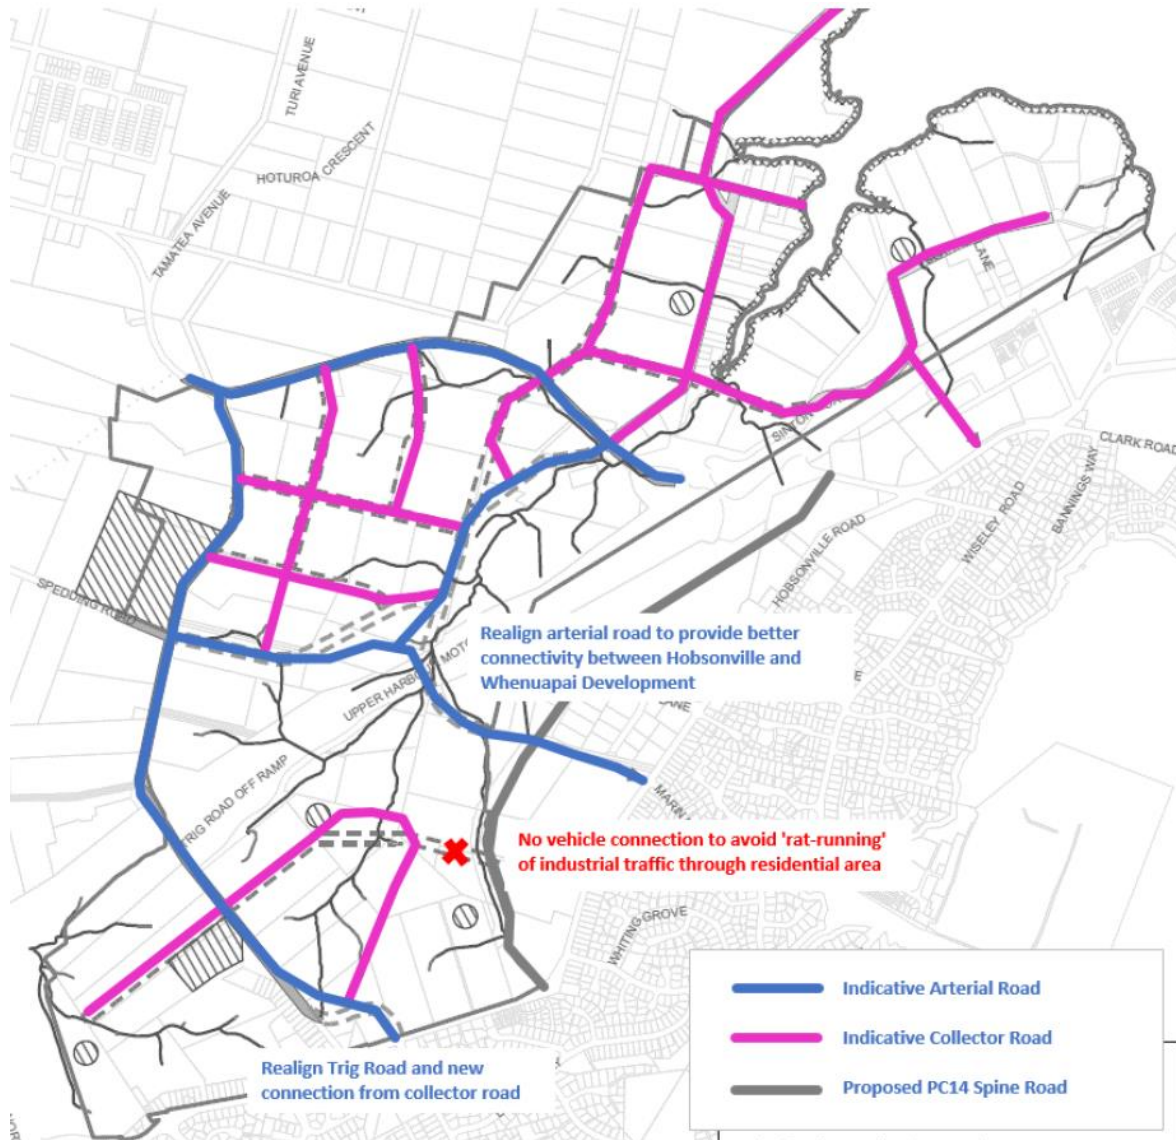 TURI AVENUE
HOTUROA CRESCENT
TAMATEA AVENUE
LANE
CLARK ROAD
BANNINGS WAY
WISELEY ROAD
HOBSONVILLE ROAD
SPEDDING ROAD
UPPER HARBOUR MOTO
Realign arterial road to provide better
connectivity between Hobsonville and
Whenuapai Development
TRIG ROAD OFF RAMP
No vehicle connection to avoid 'rat-running'
of industrial traffic through residential area
WHITING GROVE
Indicative Arterial Road
Indicative Collector Road
Proposed PC14 Spine Road
Realign Trig Road and new
connection from collector road